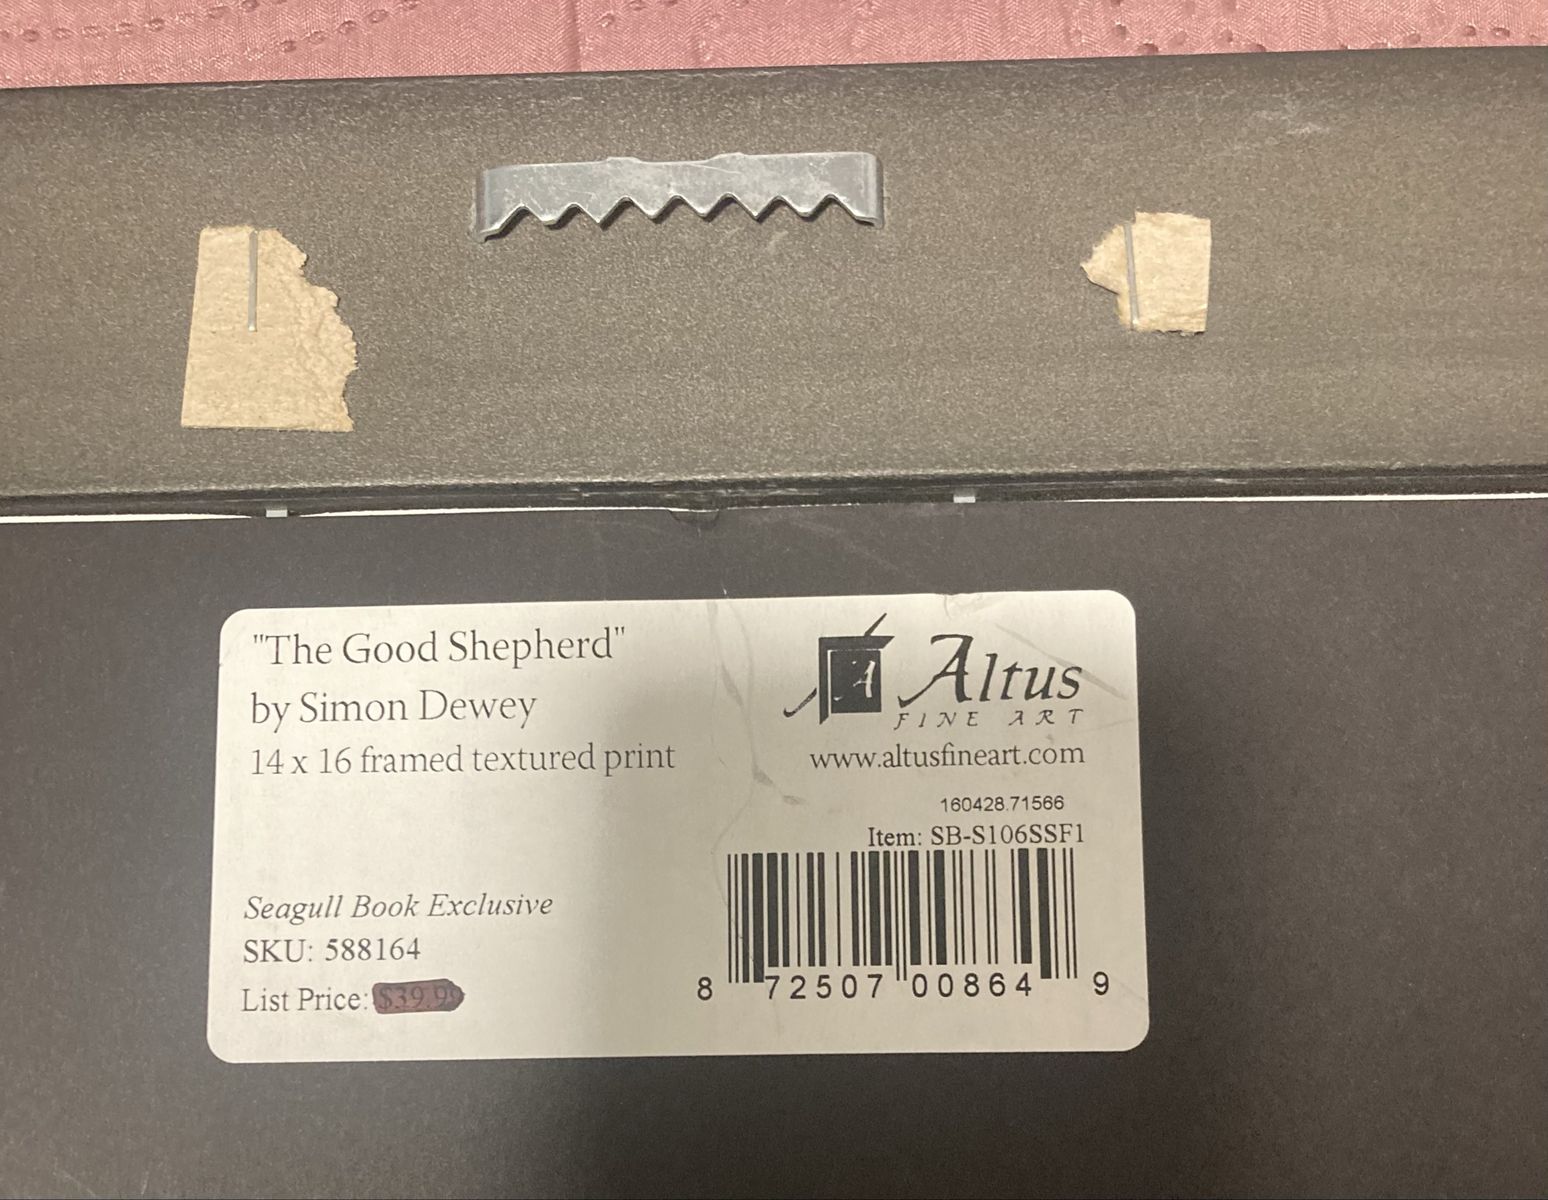 "The Good Shepherd"
by Simon Dewey
14 x 16 framed textured print
Seagull Book Exclusive
SKU: 588164
List Price: $39.99
A
Altus
FINE ART
www.altusfineart.com
160428.71566
Item: SB-S106SSF1
8 72507 00864 9